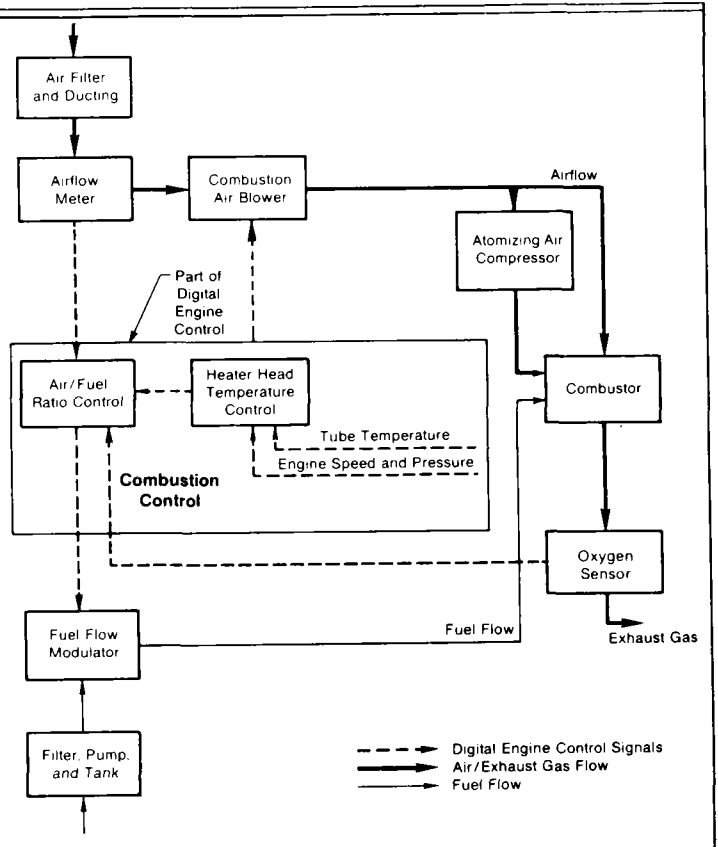 Air Filter
and Ducting
Airflow
Meter
Combustion
Air Blower
Airflow
Atomizing Air
Compressor
Part of
Digital
Engine
Control
Air/Fuel
Ratio Control
Heater Head
Temperature
Control
Combustor
Tube Temperature
Engine Speed and Pressure
Combustion
Control
Oxygen
Sensor
Fuel Flow
Modulator
Fuel Flow
Exhaust Gas
Filter, Pump,
and Tank
Digital Engine Control Signals
Air/Exhaust Gas Flow
Fuel Flow